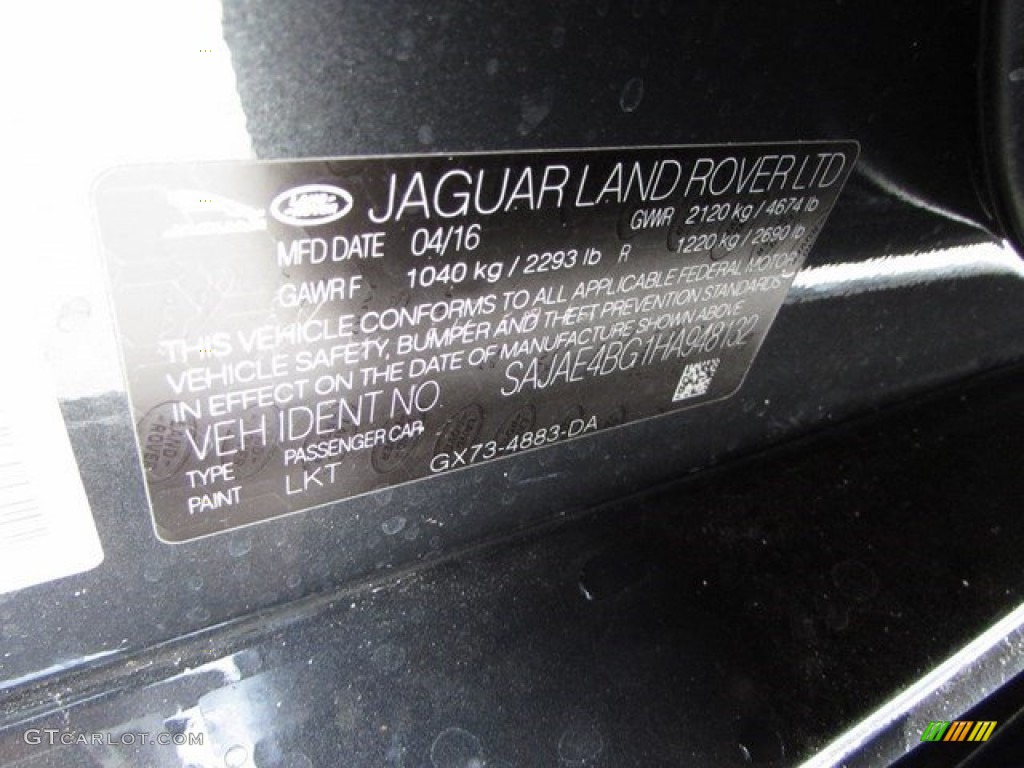 LAND ROVER JAGUAR LAND ROVER LTD
MFD DATE 04/16 GWWR 2120 kg / 4674 lb
GAWR F 1040 kg / 2293 lb R 1220 kg / 2690 lb
THIS VEHICLE CONFORMS TO ALL APPLICABLE FEDERAL MOTOR
VEHICLE SAFETY, BUMPER AND THEFT PREVENTION STANDARDS
IN EFFECT ON THE DATE OF MANUFACTURE SHOWN ABOVE
VEH IDENT NO SAJAE4BG1HA948132
TYPE PASSENGER CAR
PAINT LKT GX73-4883-DA
GTCARLOT.COM